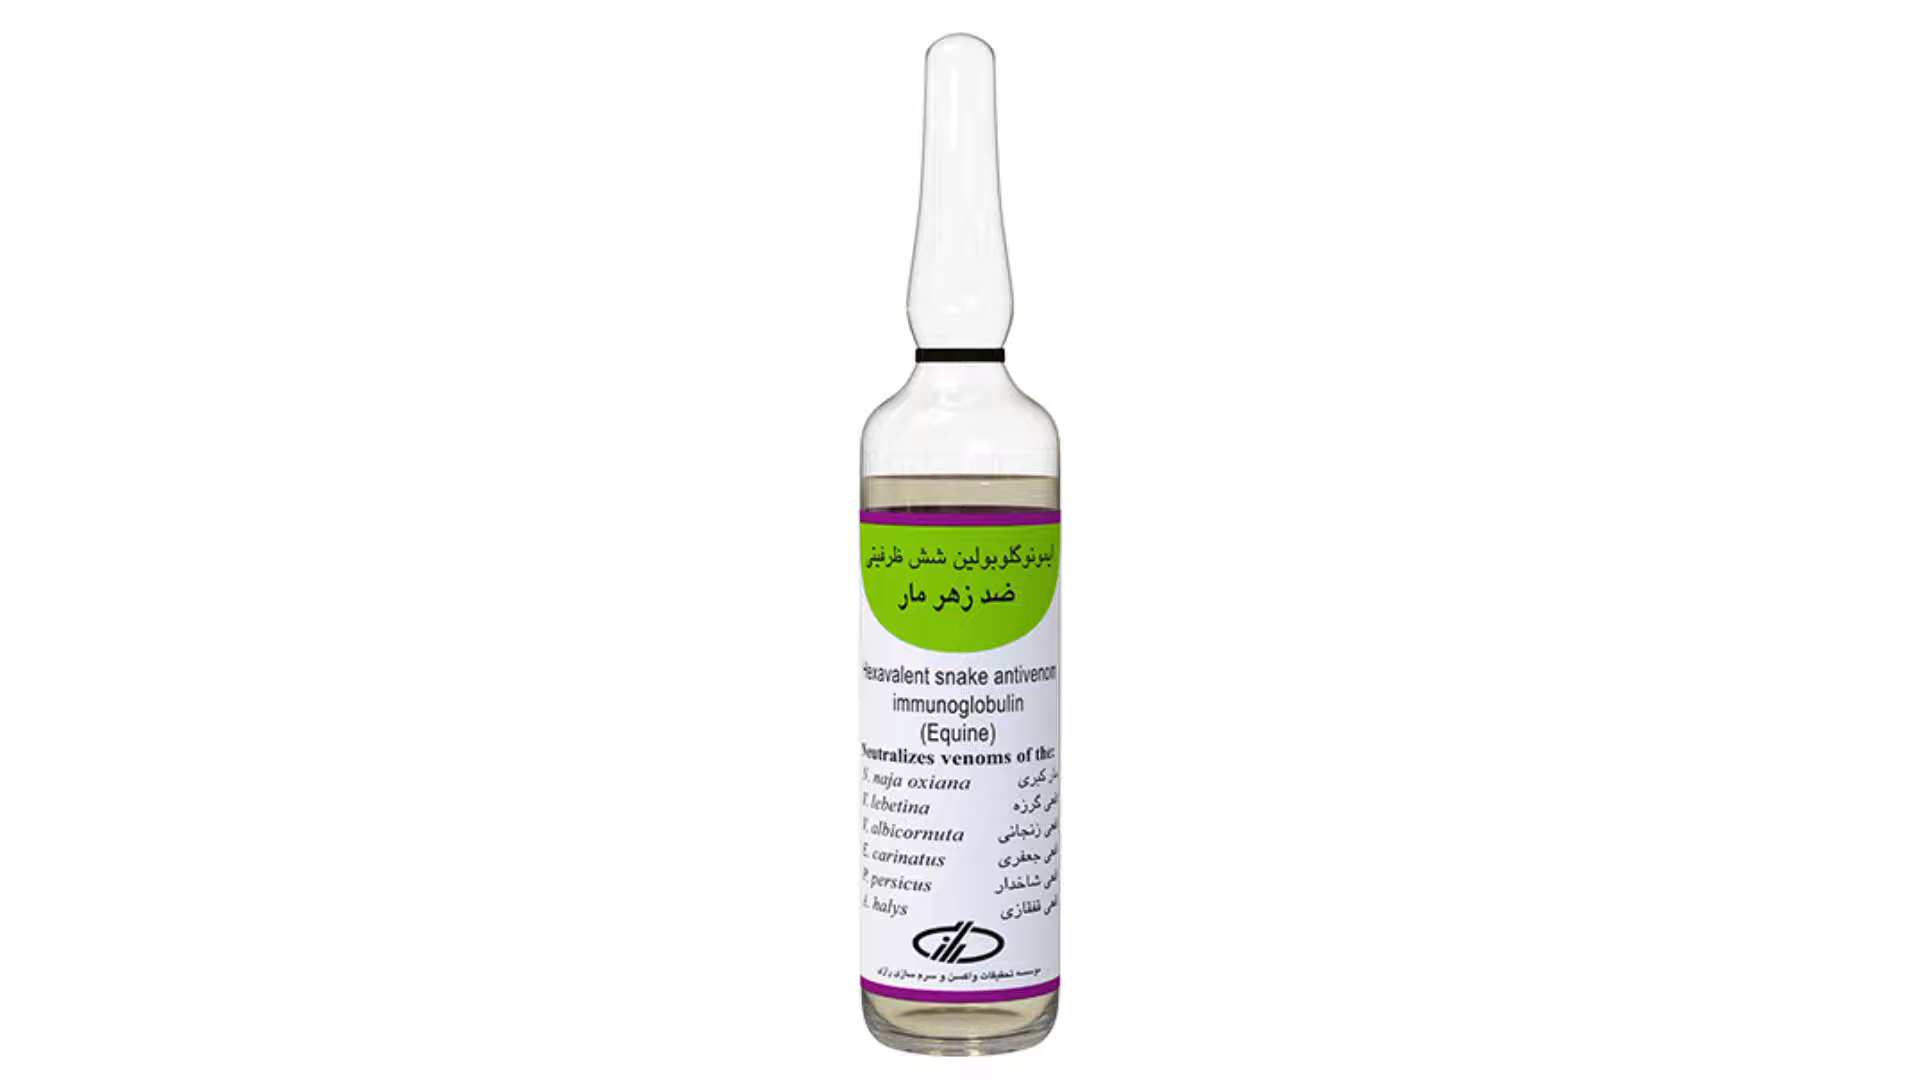 ایمونوگلوبولین شش ظرفیتی
ضد زهر مار
Hexavalent snake antivenom
immunoglobulin
(Equine)
Neutralizes venoms of the:
N. naja oxiana مار کبری
V. lebetina افعی گرزه
V. albicornuta افعی زنجانی
E. carinatus افعی جعفری
P. persicus افعی شاخدار
A. halys افعی قفقازی
رازی
موسسه تحقیقات واکسن و سرم سازی رازی